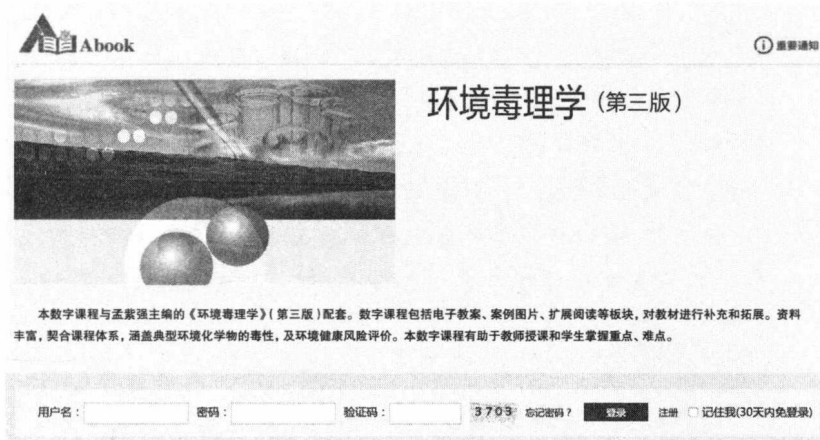 Abook
重要通知
环境毒理学（第三版）
本数字课程与孟紫强主编的《环境毒理学》（第三版）配套。数字课程包括电子教案、案例图片、扩展阅读等板块，对教材进行补充和拓展。资料
丰富，契合课程体系，涵盖典型环境化学物的毒性，及环境健康风险评价。本数字课程有助于教师授课和学生掌握重点、难点。
用户名： 密码： 验证码： 3703 忘记密码？ 登录 注册 记住我(30天内免登录)